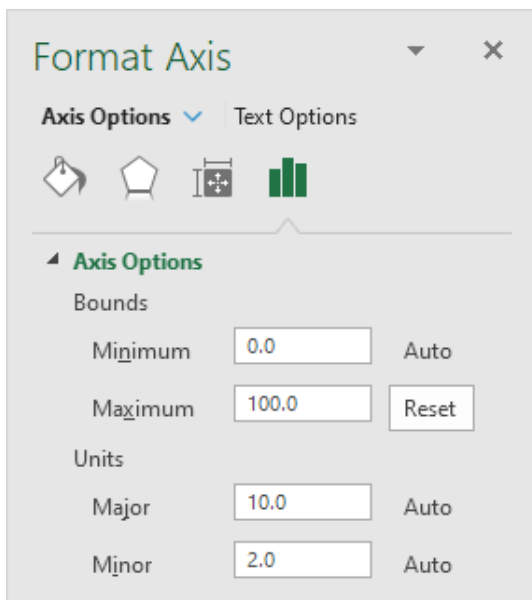 Format Axis
Axis Options Text Options
Axis Options
Bounds
Minimum 0.0 Auto
Maximum 100.0 Reset
Units
Major 10.0 Auto
Minor 2.0 Auto